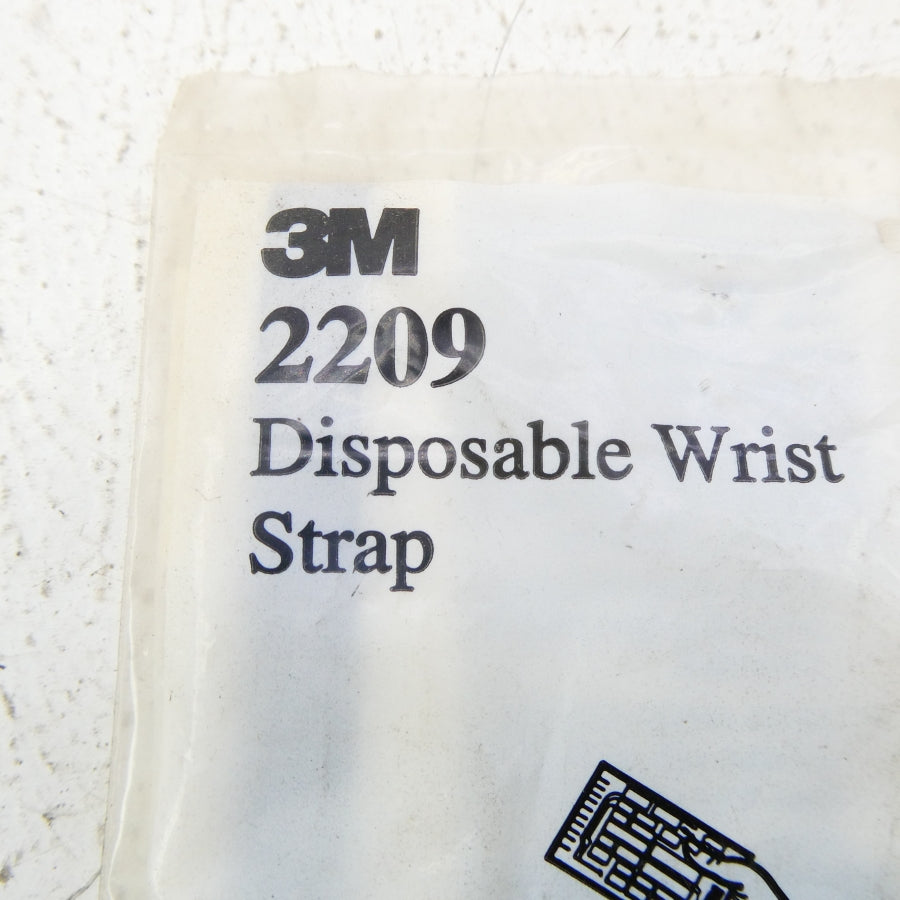 3M
2209
Disposable Wrist
Strap